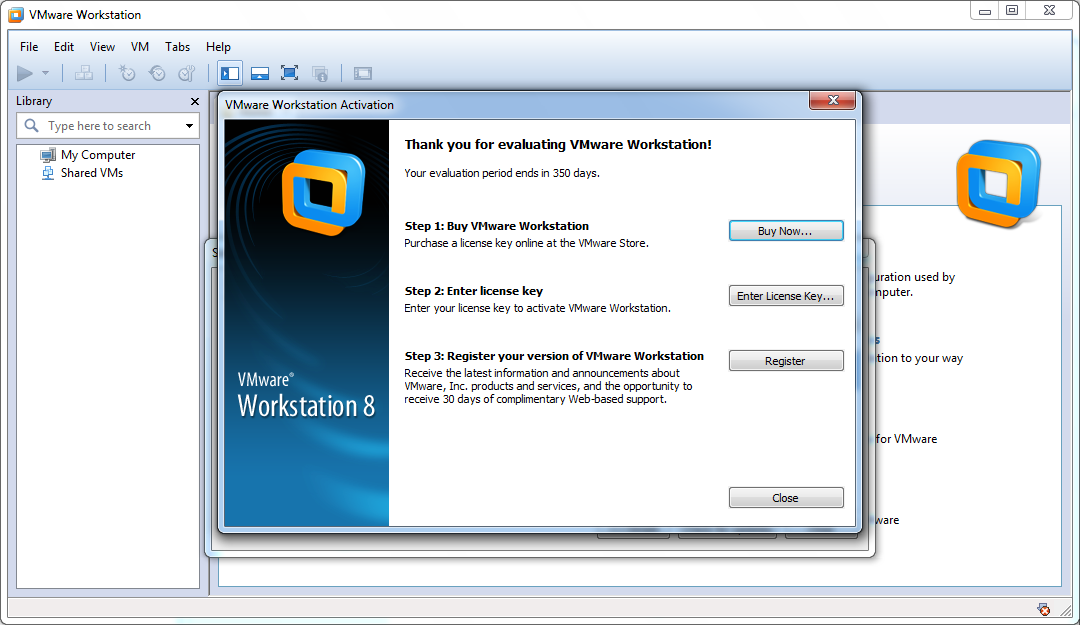 VMware Workstation
File Edit View VM Tabs Help
Library
Type here to search
My Computer
Shared VMs
VMware Workstation Activation
VMware®
Workstation 8
Thank you for evaluating VMware Workstation!
Your evaluation period ends in 350 days.
Step 1: Buy VMware Workstation
Purchase a license key online at the VMware Store.
Buy Now...
Step 2: Enter license key
Enter your license key to activate VMware Workstation.
Enter License Key...
Step 3: Register your version of VMware Workstation
Receive the latest information and announcements about
VMware, Inc. products and services, and the opportunity to
receive 30 days of complimentary Web-based support.
Register
Close
used by
to your way
for VMware